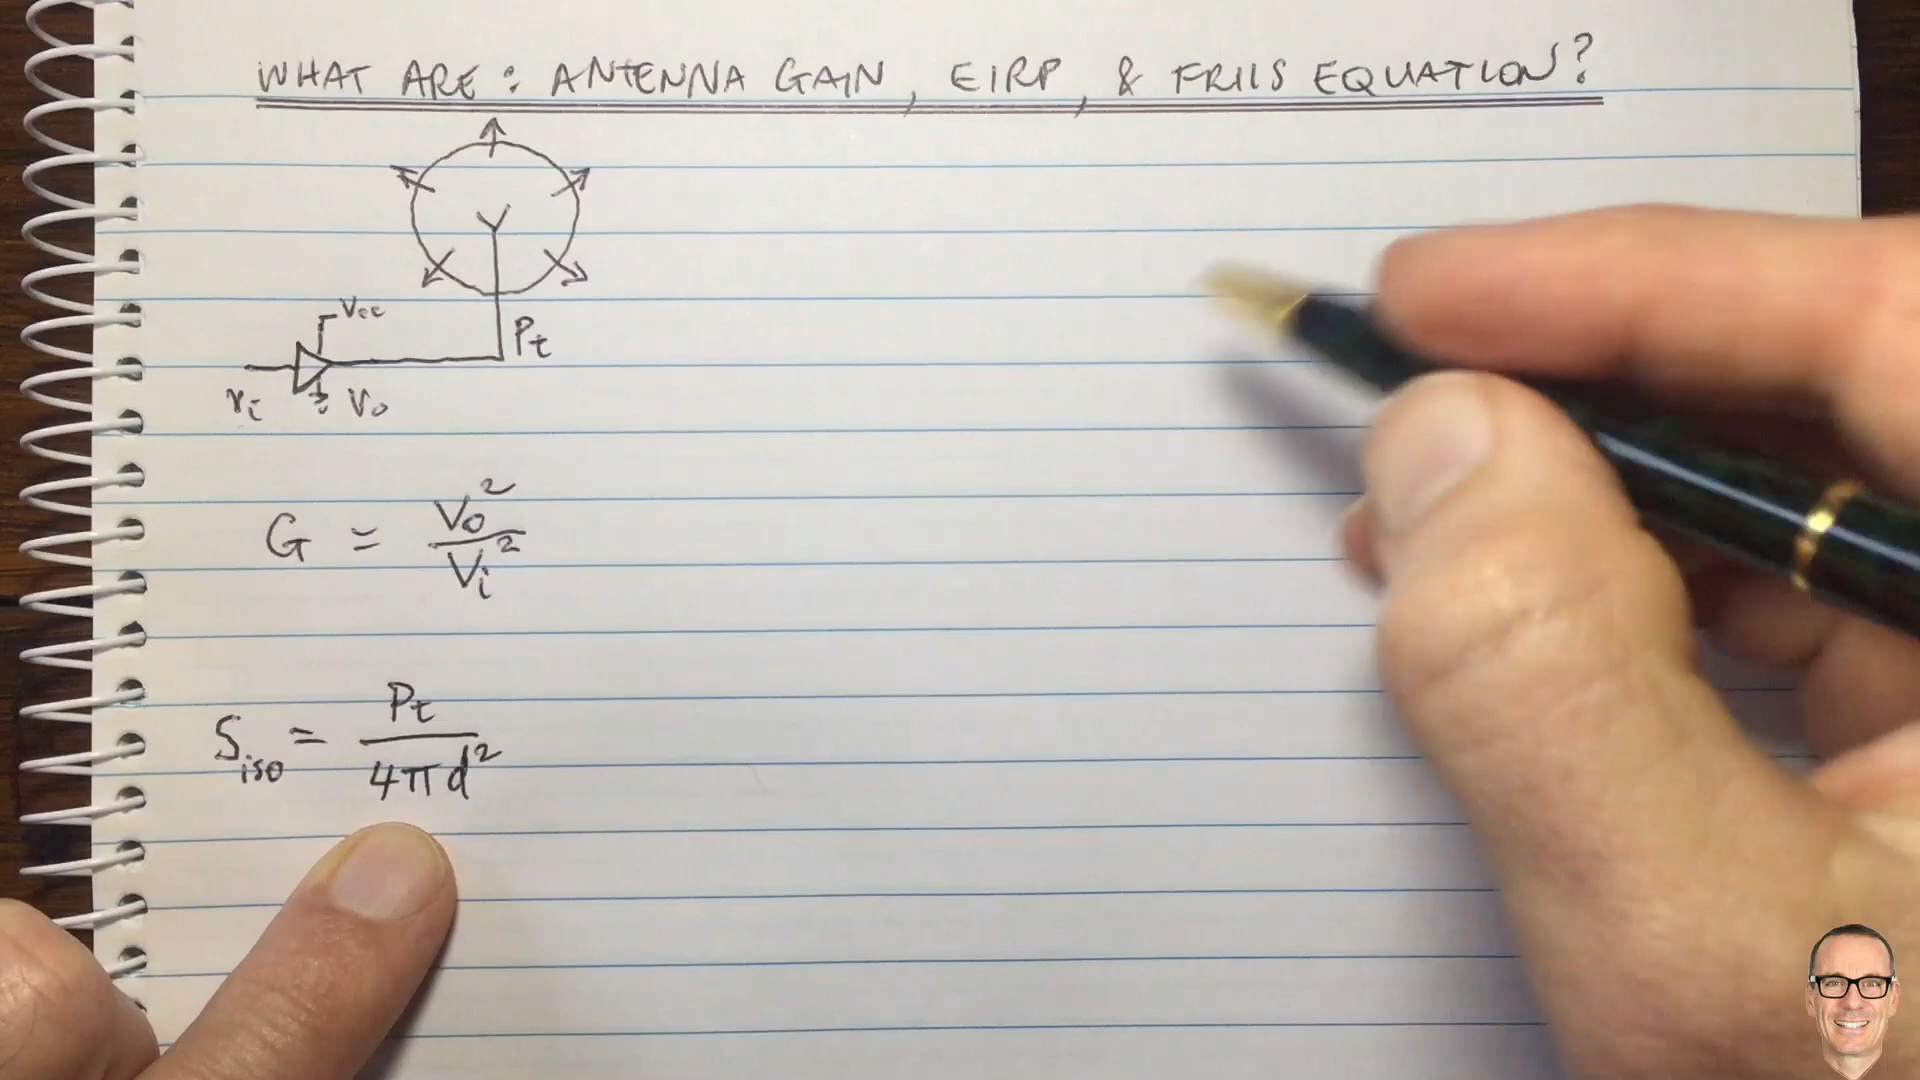 WHAT ARE : ANTENNA GAIN, EIRP, & FRIIS EQUATION?
Vcc
Pt
Vi Vo
G = Vo²/Vi²
Siso = Pt/4πd²